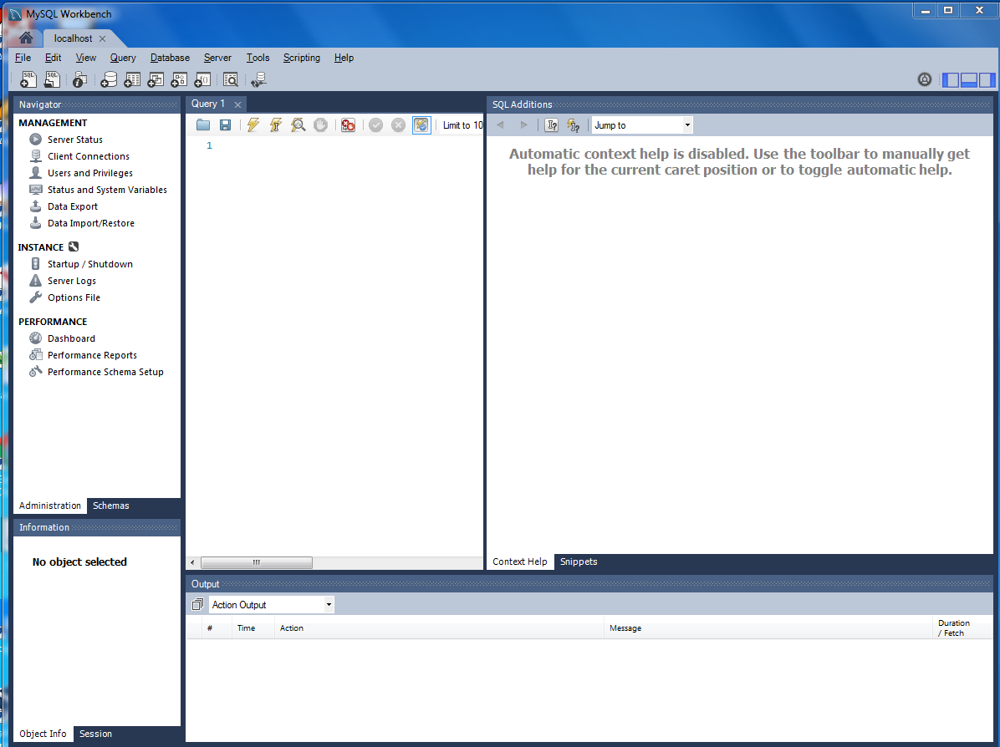 MySQL Workbench
localhost
File Edit View Query Database Server Tools Scripting Help
Navigator
MANAGEMENT
Server Status
Client Connections
Users and Privileges
Status and System Variables
Data Export
Data Import/Restore
INSTANCE
Startup / Shutdown
Server Logs
Options File
PERFORMANCE
Dashboard
Performance Reports
Performance Schema Setup
Administration Schemas
Information
No object selected
Object Info Session
Query 1
Limit to 10
1
SQL Additions
Jump to
Automatic context help is disabled. Use the toolbar to manually get
help for the current caret position or to toggle automatic help.
Context Help Snippets
Output
Action Output
# Time Action Message Duration
/ Fetch